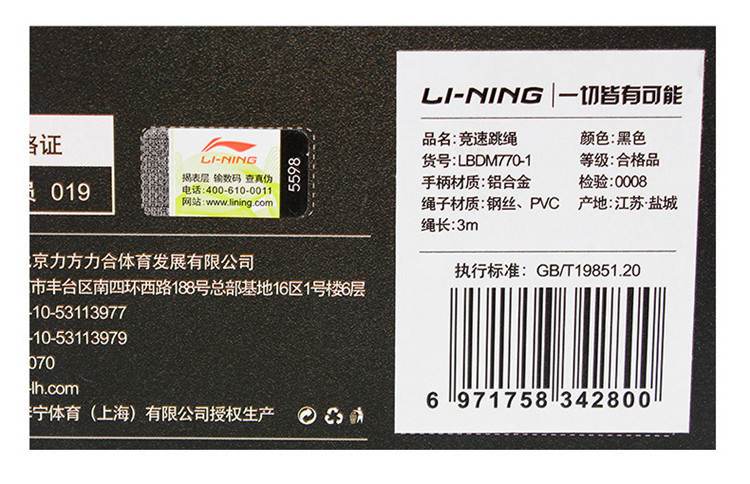 格证
员 019
LI-NING
揭表层 输数码 查真伪
电话:400-610-0011
网站:www.lining.com
5598
北京力方力合体育发展有限公司
市丰台区南四环西路188号总部基地16区1号楼6层
-10-53113977
-10-53113979
070
-lh.com
宁体育（上海）有限公司授权生产
LI-NING 一切皆有可能
品名: 竞速跳绳 颜色: 黑色
货号: LBDM770-1 等级: 合格品
手柄材质: 铝合金 检验: 0008
绳子材质: 钢丝、PVC 产地: 江苏·盐城
绳长: 3m
执行标准: GB/T19851.20
6 971758 342800